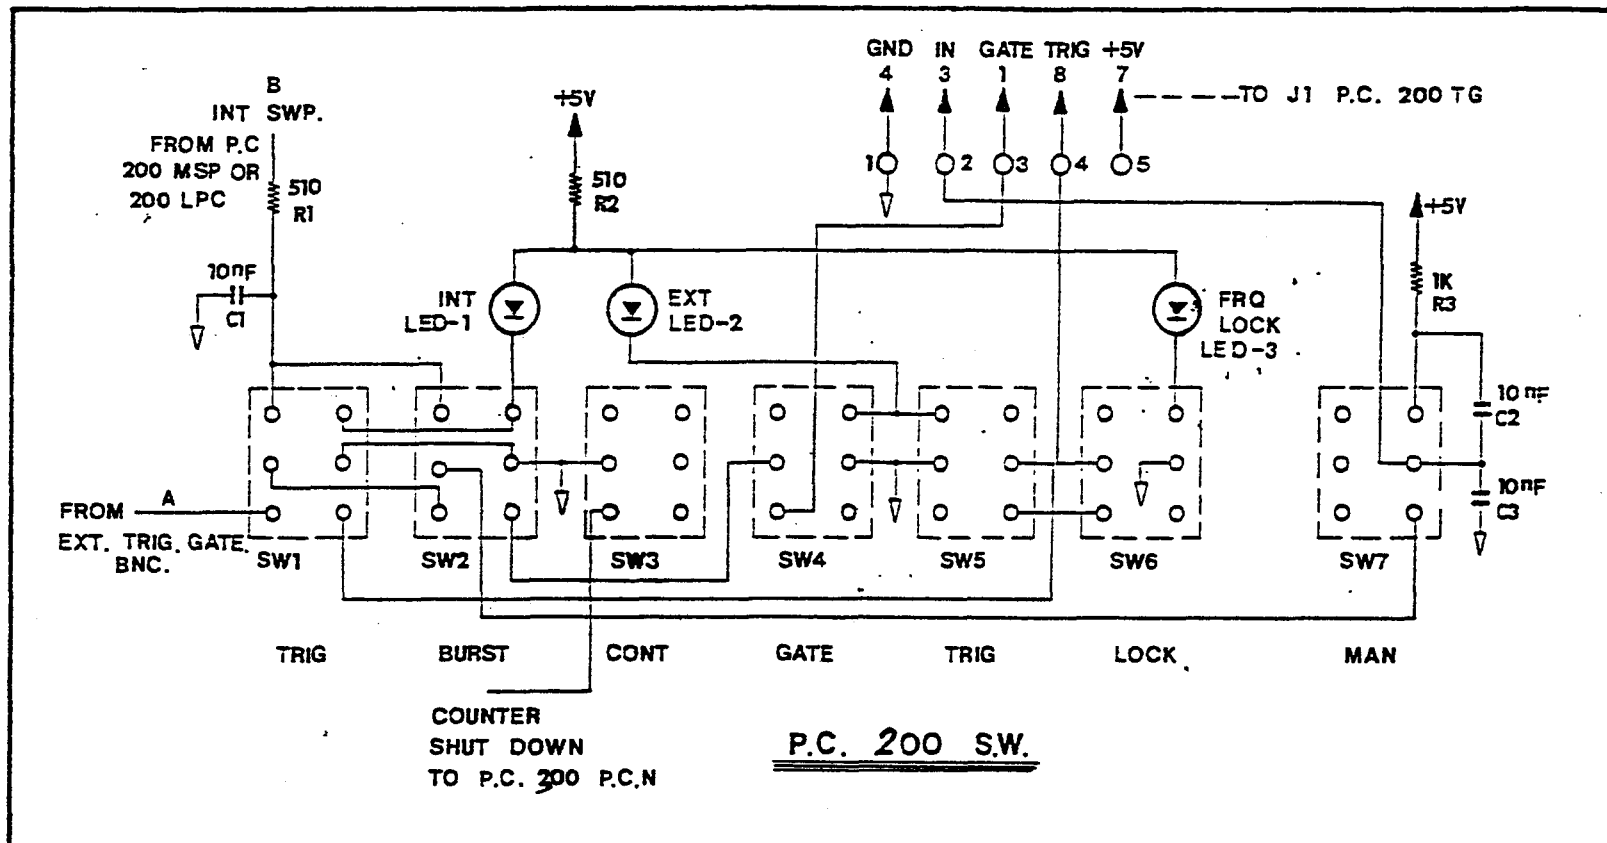 GND IN GATE TRIG +5V
4 3 1 8 7
TO J1 P.C. 200 TG
1 2 3 4 5
B
INT SWP.
FROM P.C
200 MSP OR
200 LPC
510
R1
10nF
C1
+5V
510
R2
INT
LED-1
EXT
LED-2
FRQ
LOCK
LED-3
+5V
1K
R3
10nF
C2
10nF
C3
A
FROM
EXT. TRIG. GATE.
BNC.
SW1 SW2 SW3 SW4 SW5 SW6 SW7
TRIG BURST CONT GATE TRIG LOCK. MAN
COUNTER
SHUT DOWN
TO P.C. 200 P.C.N
P.C. 200 S.W.